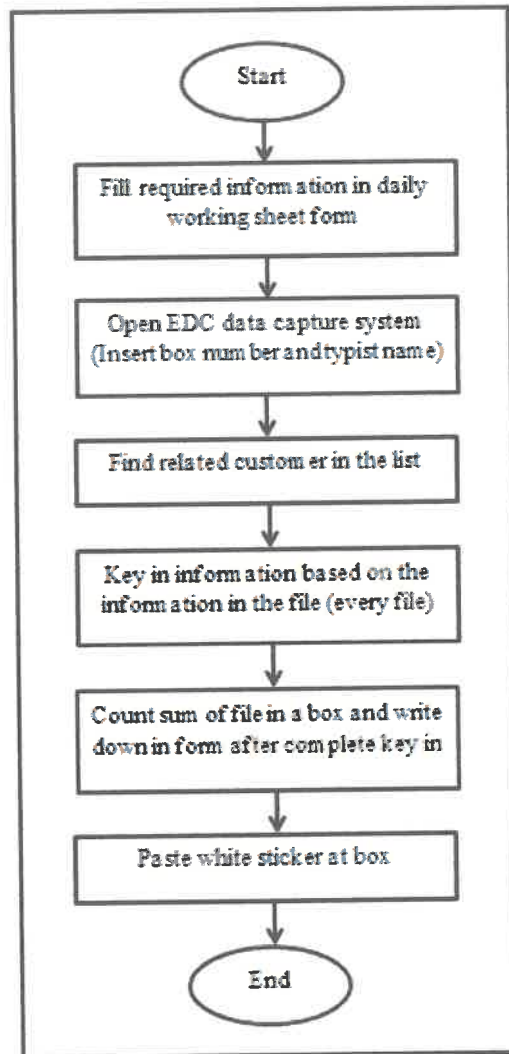 Start
Fill required information in daily
working sheet form
Open EDC data capture system
(Insert box number and typist name)
Find related customer in the list
Key in information based on the
information in the file (every file)
Count sum of file in a box and write
down in form after complete key in
Paste white sticker at box
End